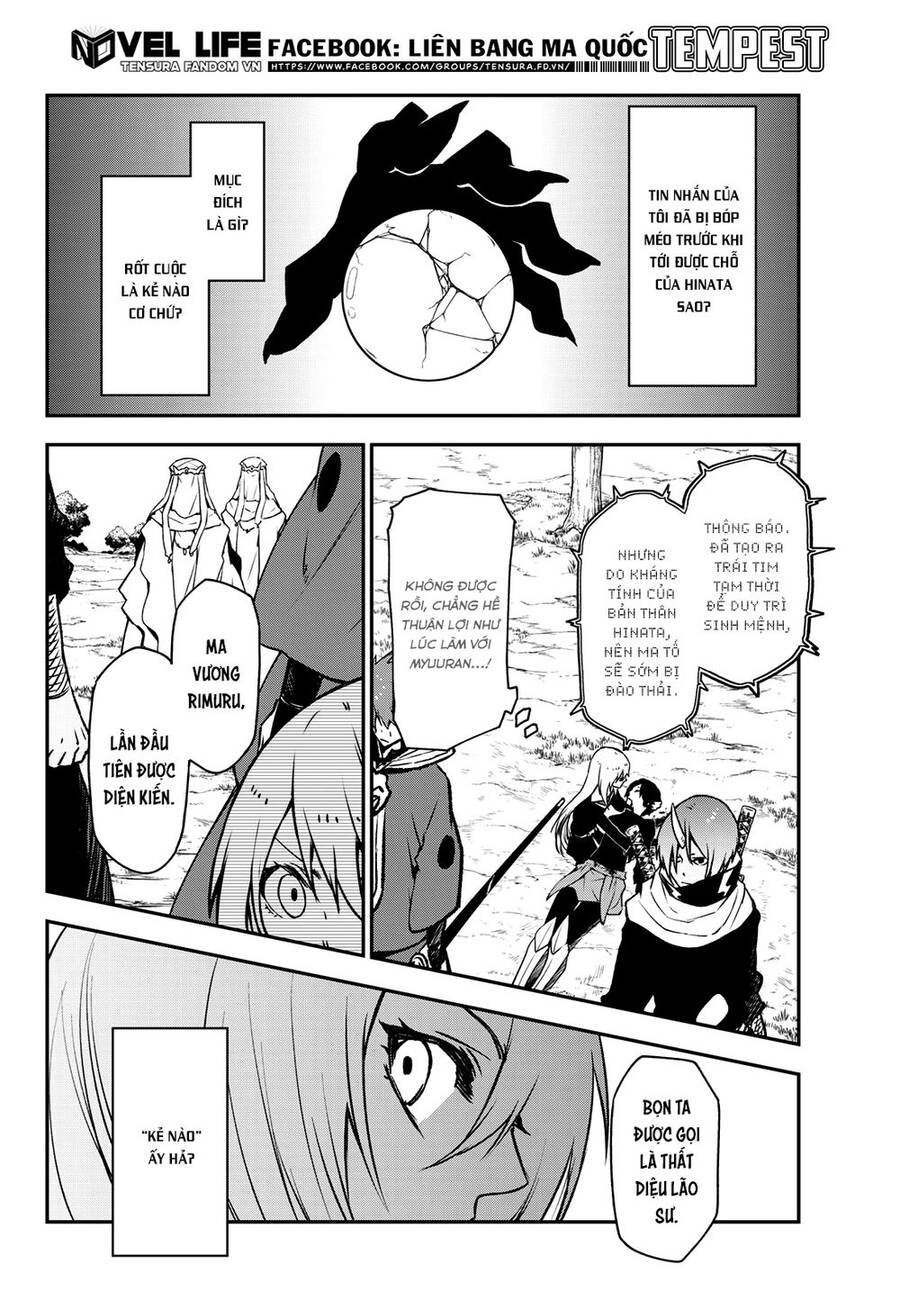 NOVEL LIFE
TENSURA FANDOM VN
FACEBOOK: LIÊN BANG MA QUỐC
HTTPS://WWW.FACEBOOK.COM/GROUPS/TENSURA.FD.VN/
TEMPEST
TIN NHẮN CỦA
TÔI ĐÃ BỊ BÓP
MÉO TRƯỚC KHI
TỚI ĐƯỢC CHỖ
CỦA HINATA
SAO?
MỤC
ĐÍCH
LÀ GÌ?
RỐT CUỘC
LÀ KẺ NÀO
CƠ CHỨ?
THÔNG BÁO.
ĐÃ TẠO RA
TRÁI TIM
TẠM THỜI
ĐỂ DUY TRÌ
SINH MỆNH,
NHƯNG
DO KHÁNG
TÍNH CỦA
BẢN THÂN
HINATA,
NÊN MA TỐ
SẼ SỚM BỊ
ĐÀO THẢI.
KHÔNG ĐƯỢC
RỒI, CHẲNG HỀ
THUẬN LỢI NHƯ
LÚC LÀM VỚI
MYUURAN...!
MA
VƯƠNG
RIMURU,
LẦN ĐẦU
TIÊN ĐƯỢC
DIỆN KIẾN.
BỌN TA
ĐƯỢC GỌI
LÀ THẤT
DIỆU LÃO
SƯ.
“KẺ NÀO”
ẤY HẢ?